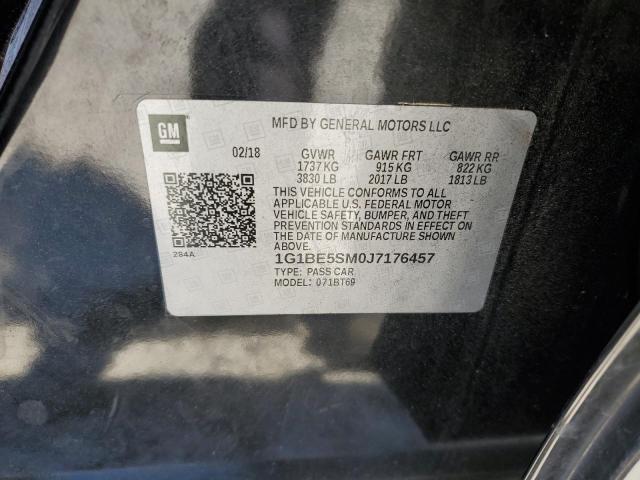 GM
MFD BY GENERAL MOTORS LLC
02/18 GVWR GAWR FRT GAWR RR
1737 KG 915 KG 822 KG
3830 LB 2017 LB 1813 LB
THIS VEHICLE CONFORMS TO ALL
APPLICABLE U.S. FEDERAL MOTOR
VEHICLE SAFETY, BUMPER, AND THEFT
PREVENTION STANDARDS IN EFFECT ON
THE DATE OF MANUFACTURE SHOWN
ABOVE.
284A
1G1BE5SM0J7176457
TYPE: PASS CAR
MODEL: 071BT69